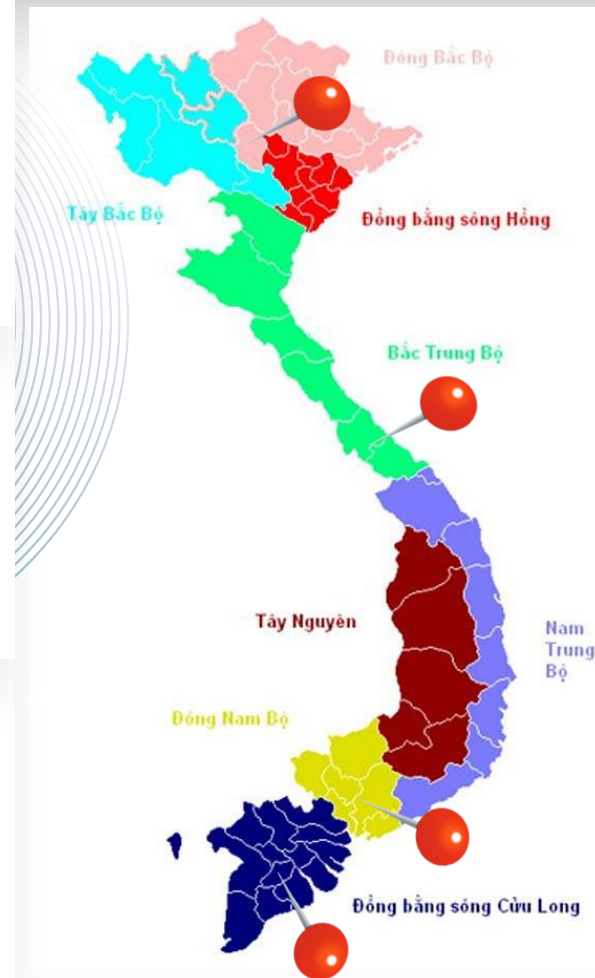 Đông Bắc Bộ
Tây Bắc Bộ
Đồng bằng sông Hồng
Bắc Trung Bộ
Tây Nguyên
Nam
Trung
Bộ
Đông Nam Bộ
Đồng bằng sông Cửu Long